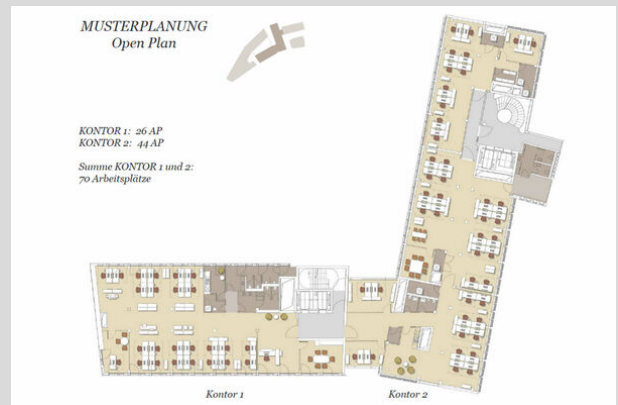 MUSTERPLANUNG
Open Plan
KONTOR 1: 26 AP
KONTOR 2: 44 AP
Summe KONTOR 1 und 2:
70 Arbeitsplätze
Kontor 1
Kontor 2